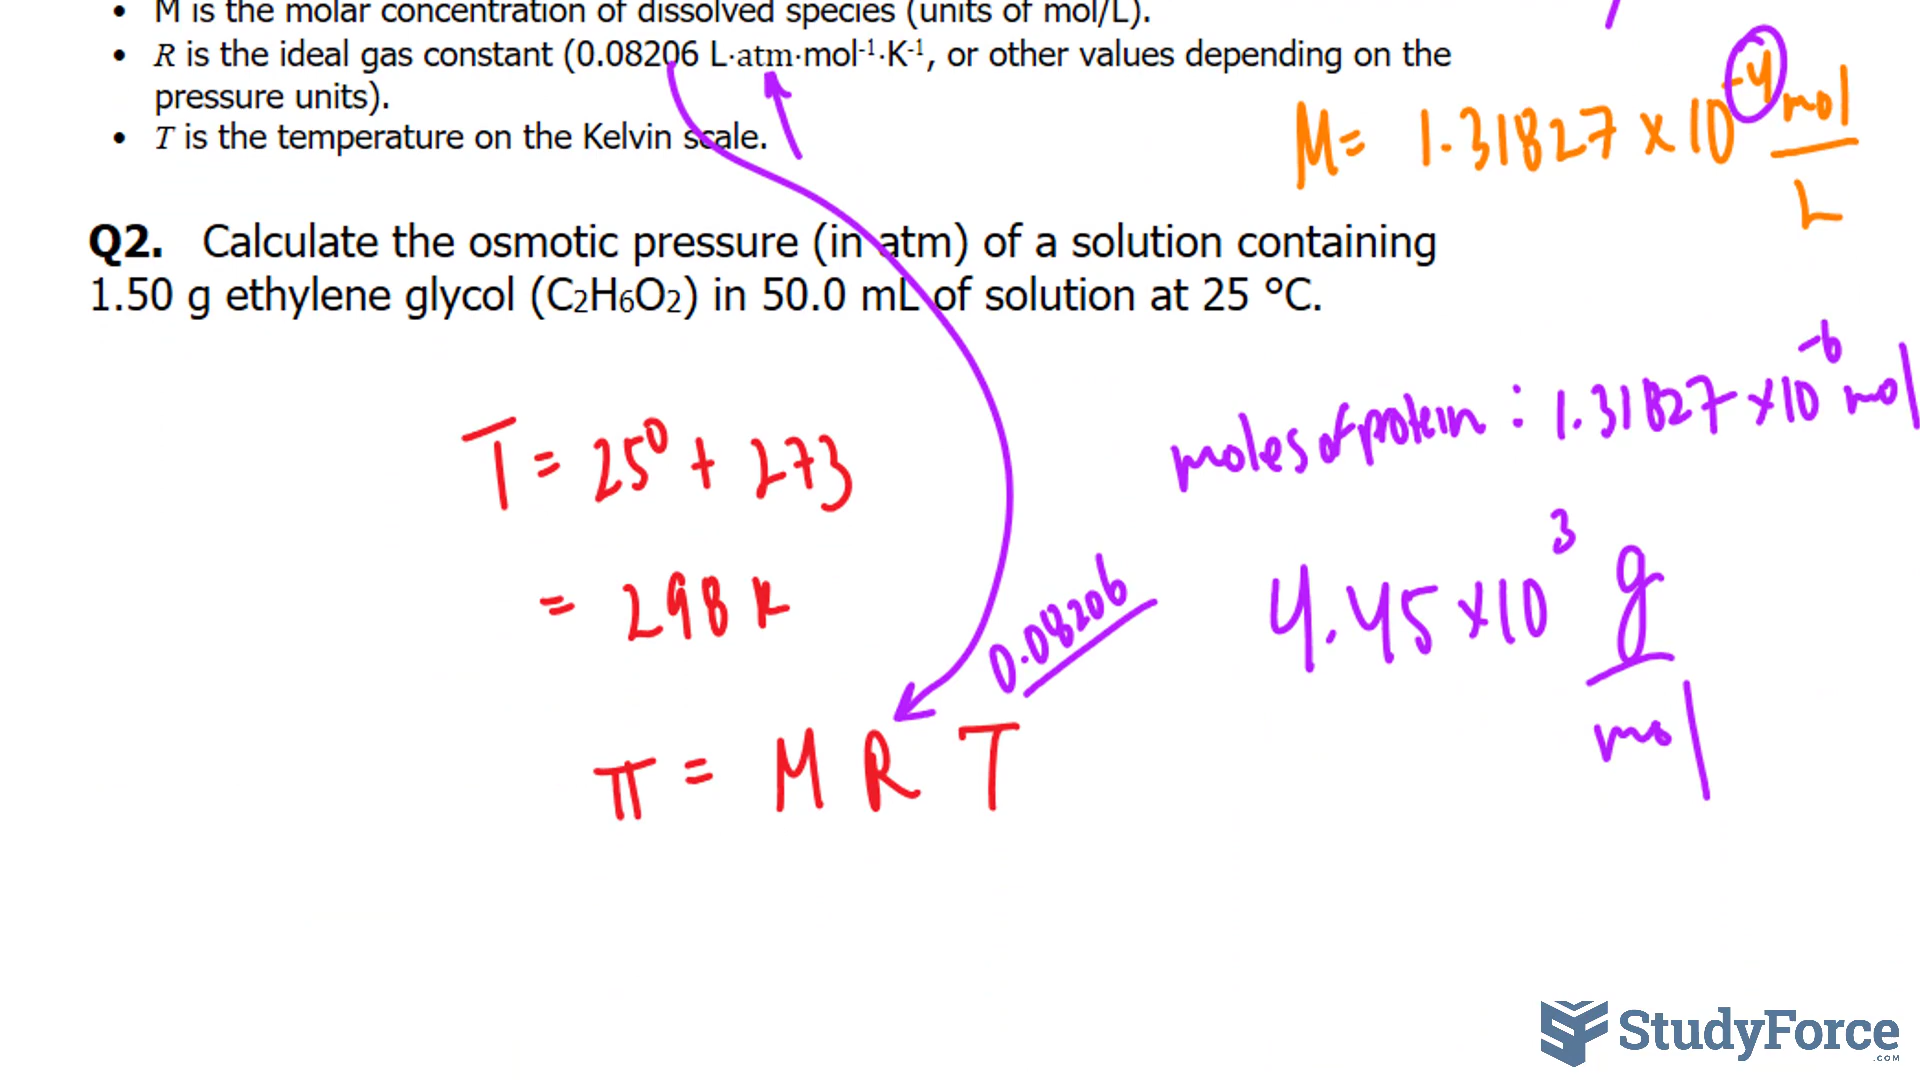 • M is the molar concentration of dissolved species (units of mol/L).
• R is the ideal gas constant (0.08206 L·atm·mol-1·K-1, or other values depending on the
pressure units).
• T is the temperature on the Kelvin scale.
M = 1.31827 × 10-4 mol/L
Q2. Calculate the osmotic pressure (in atm) of a solution containing
1.50 g ethylene glycol (C2H6O2) in 50.0 mL of solution at 25 °C.
moles of protein : 1.31827 × 10-6 mol
T = 25° + 273
= 298 K
4.45 × 103 g/mol
0.08206
π = M R T
StudyForce
.COM